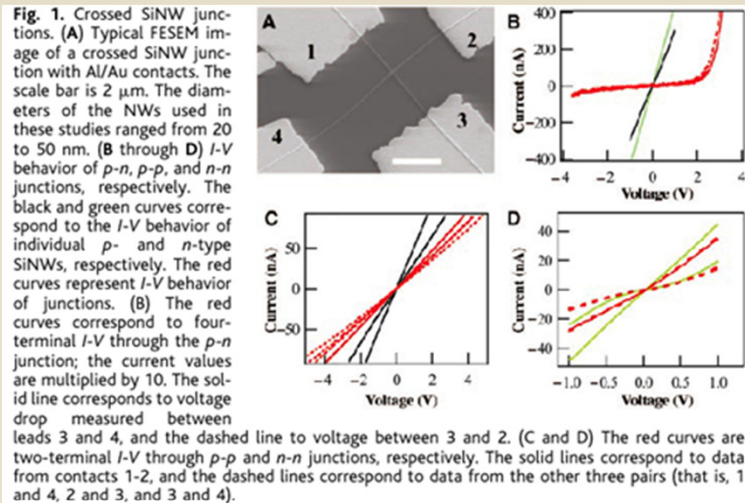 Fig. 1. Crossed SiNW junc-
tions. (A) Typical FESEM im-
age of a crossed SiNW junc-
tion with Al/Au contacts. The
scale bar is 2 μm. The diam-
eters of the NWs used in
these studies ranged from 20
to 50 nm. (B through D) I-V
behavior of p-n, p-p, and n-n
junctions, respectively. The
black and green curves corre-
spond to the I-V behavior of
individual p- and n-type
SiNWs, respectively. The red
curves represent I-V behavior
of junctions. (B) The red
curves correspond to four-
terminal I-V through the p-n
junction; the current values
are multiplied by 10. The sol-
id line corresponds to voltage
drop measured between
leads 3 and 4, and the dashed line to voltage between 3 and 2. (C and D) The red curves are
two-terminal I-V through p-p and n-n junctions, respectively. The solid lines correspond to data
from contacts 1-2, and the dashed lines correspond to data from the other three pairs (that is, 1
and 4, 2 and 3, and 3 and 4).
A
1
2
3
4
B
Current (nA)
400
200
0
-200
-400
-4 -2 0 2 4
Voltage (V)
C
Current (nA)
50
0
-50
-4 -2 0 2 4
Voltage (V)
D
Current (nA)
40
20
0
-20
-40
-1.0 -0.5 0.0 0.5 1.0
Voltage (V)